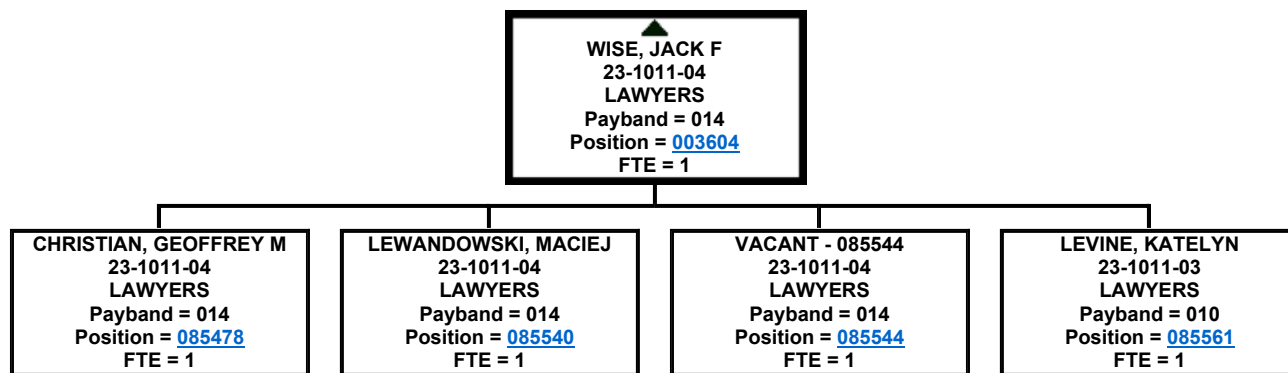 WISE, JACK F
23-1011-04
LAWYERS
Payband = 014
Position = 003604
FTE = 1
CHRISTIAN, GEOFFREY M
23-1011-04
LAWYERS
Payband = 014
Position = 085478
FTE = 1
LEWANDOWSKI, MACIEJ
23-1011-04
LAWYERS
Payband = 014
Position = 085540
FTE = 1
VACANT - 085544
23-1011-04
LAWYERS
Payband = 014
Position = 085544
FTE = 1
LEVINE, KATELYN
23-1011-03
LAWYERS
Payband = 010
Position = 085561
FTE = 1